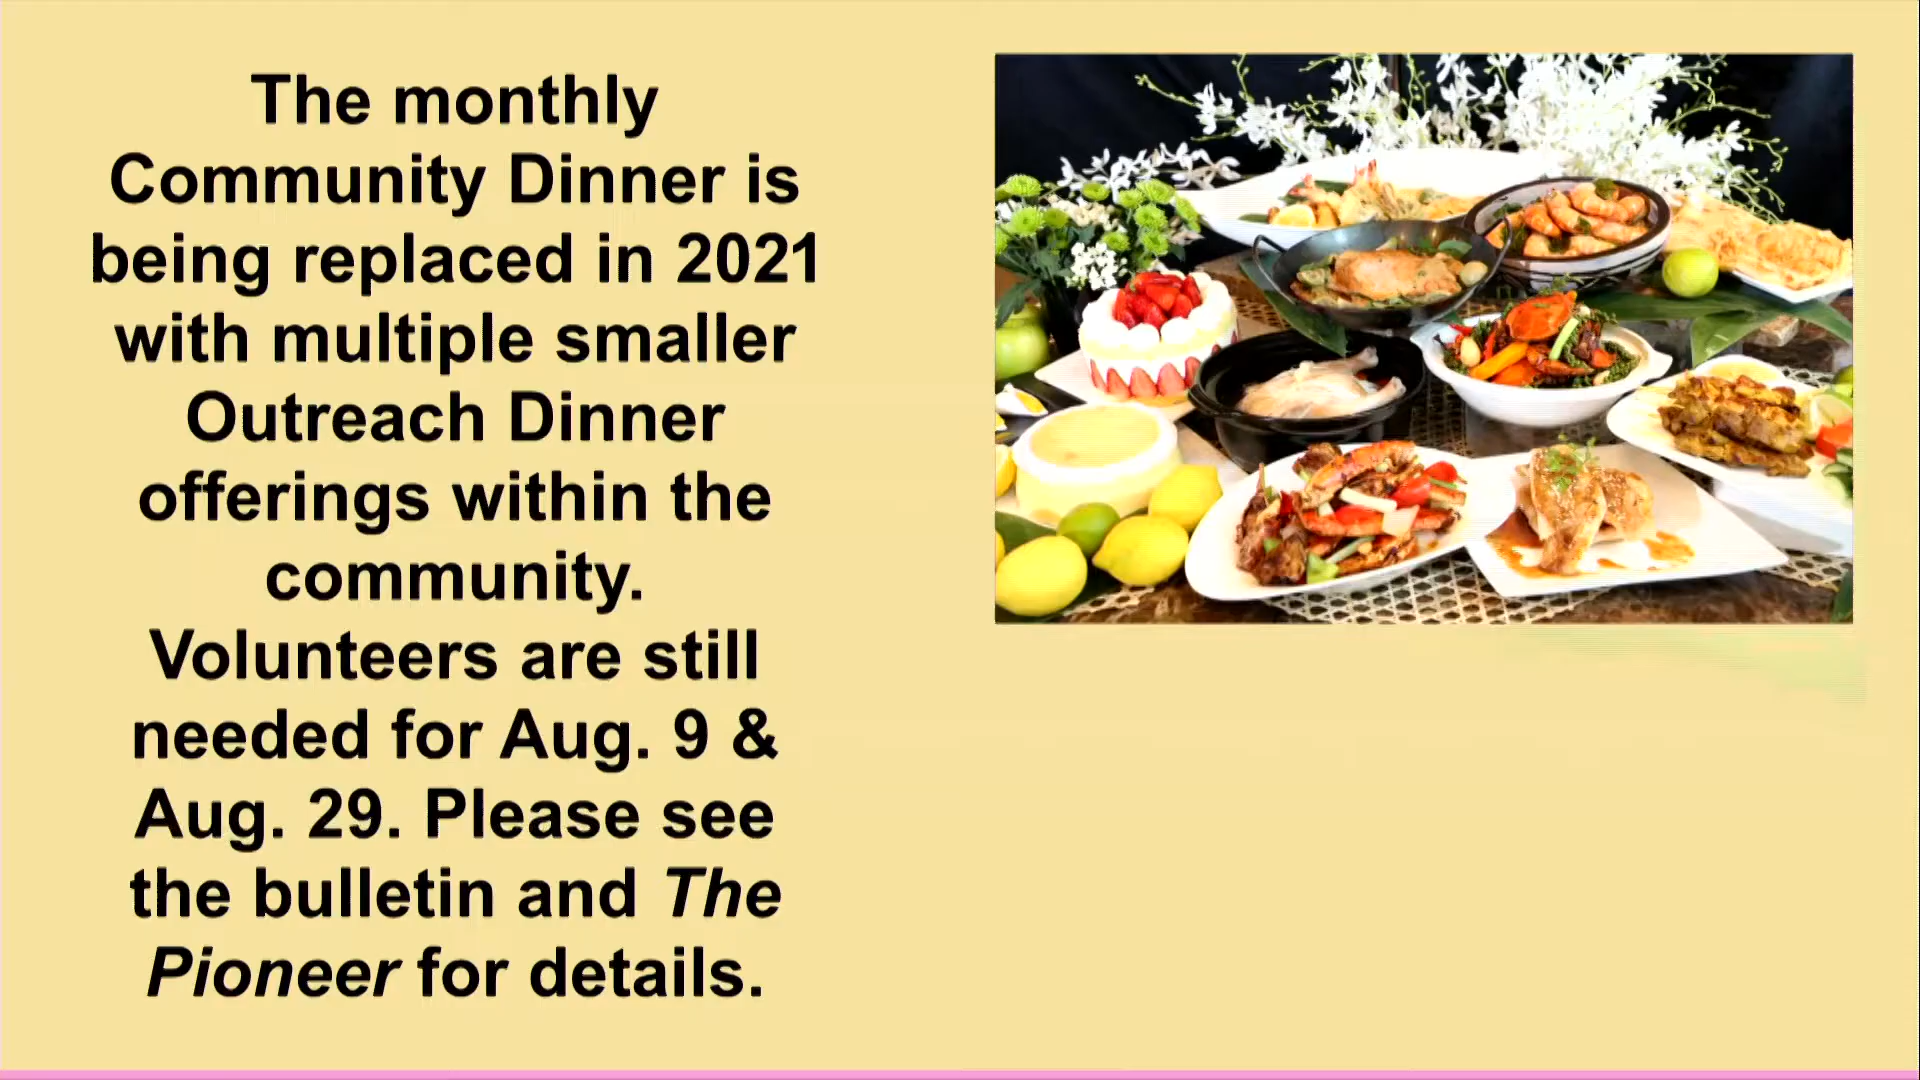 The monthly
Community Dinner is
being replaced in 2021
with multiple smaller
Outreach Dinner
offerings within the
community.
Volunteers are still
needed for Aug. 9 &
Aug. 29. Please see
the bulletin and The
Pioneer for details.